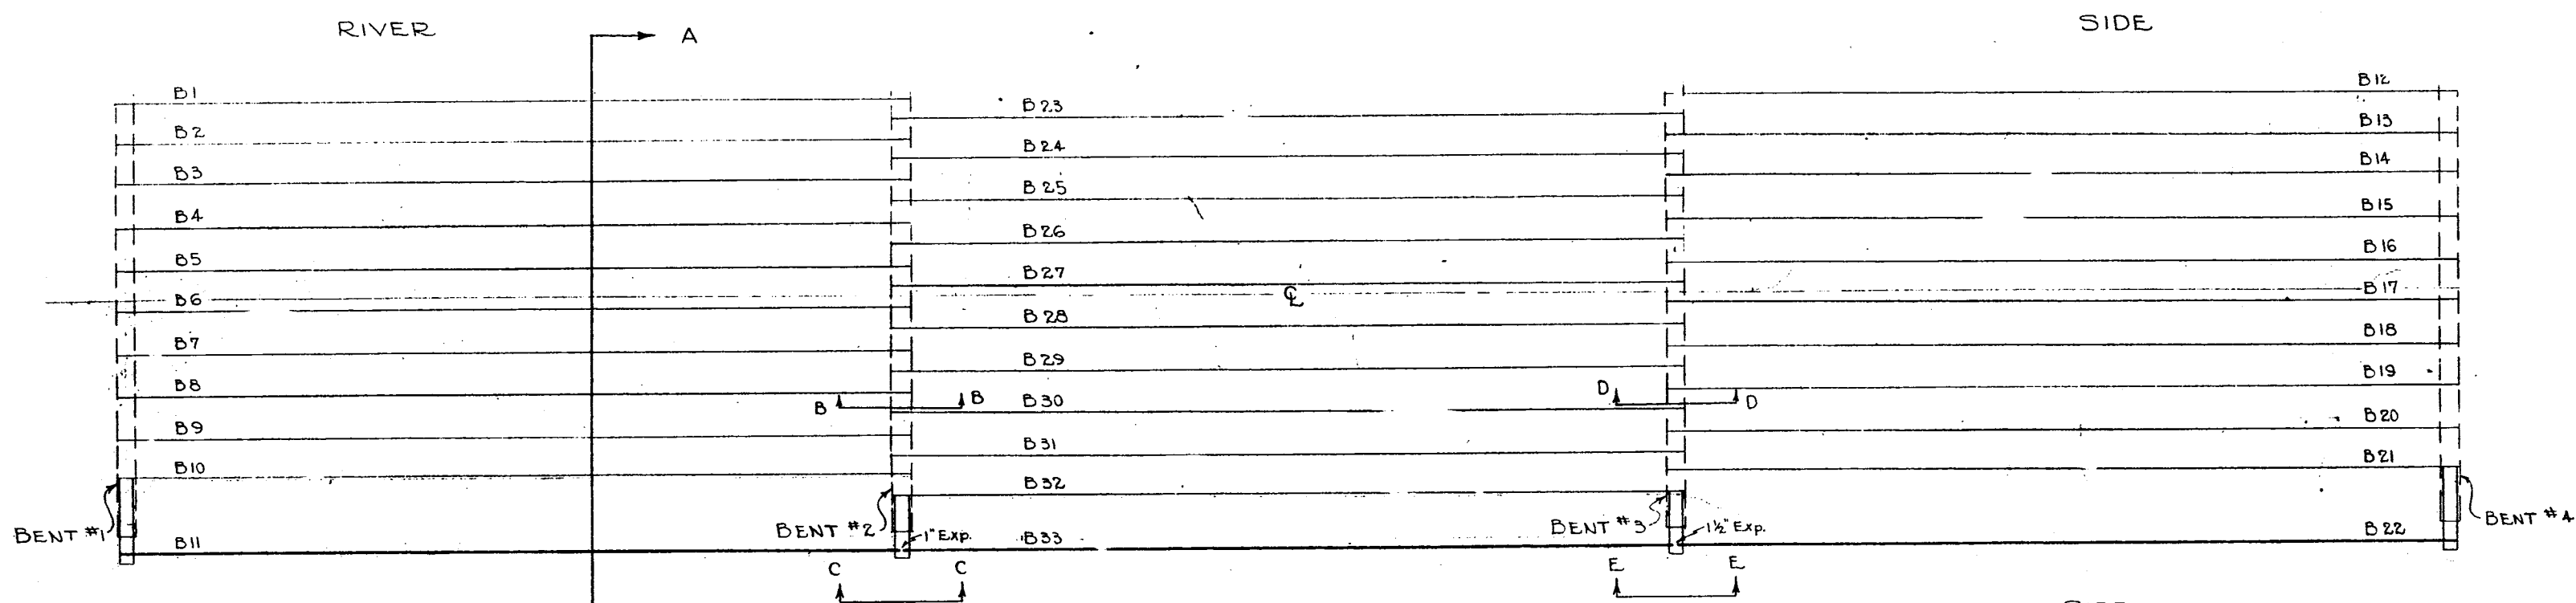 RIVER
SIDE
A
B1
B2
B3
B4
B5
B6
B7
B8
B9
B10
B11
B23
B24
B25
B26
B27
B28
B29
B30
B31
B32
B33
B12
B13
B14
B15
B16
B17
B18
B19
B20
B21
B22
℄
B
B
D
D
BENT #1
BENT #2
1" Exp.
BENT #3
1½" Exp.
BENT #4
C
C
E
E